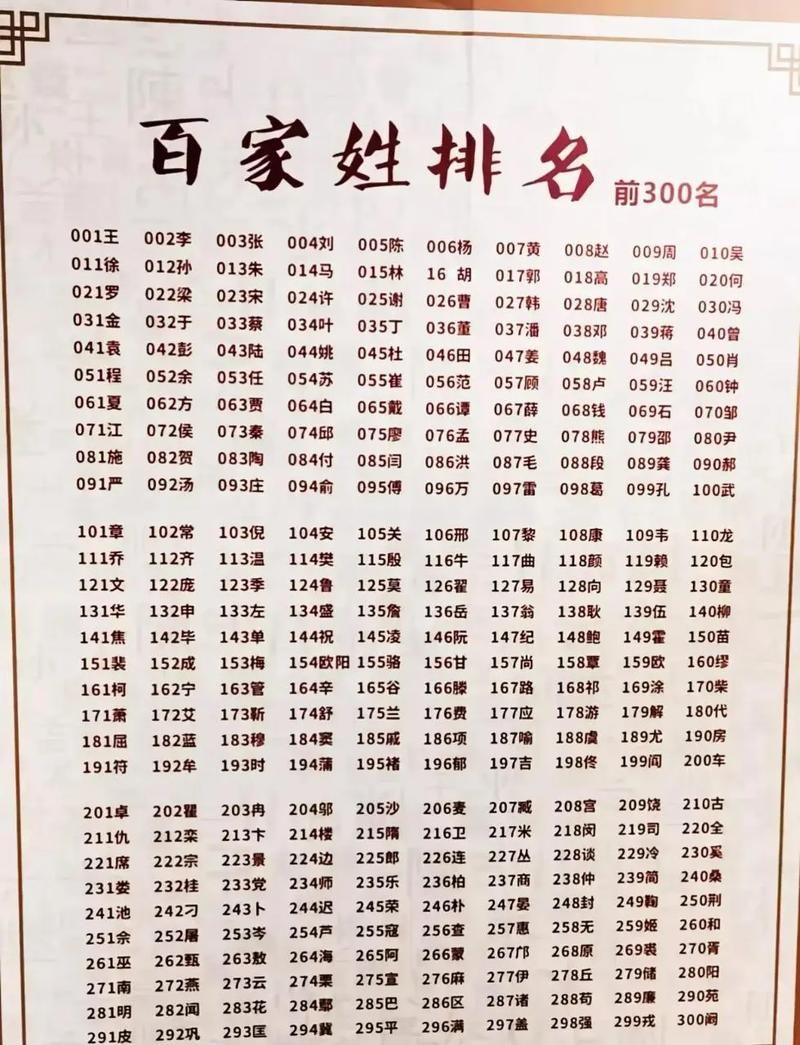 百家姓排名 前300名
001王 002李 003张 004刘 005陈 006杨 007黄 008赵 009周 010吴
011徐 012孙 013朱 014马 015林 16 胡 017郭 018高 019郑 020何
021罗 022梁 023宋 024许 025谢 026曹 027韩 028唐 029沈 030冯
031金 032于 033蔡 034叶 035丁 036董 037潘 038邓 039蒋 040曾
041袁 042彭 043陆 044姚 045杜 046田 047姜 048魏 049吕 050肖
051程 052余 053任 054苏 055崔 056范 057顾 058卢 059汪 060钟
061夏 062方 063贾 064白 065戴 066谭 067薛 068钱 069石 070邹
071江 072侯 073秦 074邱 075廖 076孟 077史 078熊 079邵 080尹
081施 082贺 083陶 084付 085闫 086洪 087毛 088段 089龚 090郝
091严 092汤 093庄 094俞 095傅 096万 097雷 098葛 099孔 100武
101章 102常 103倪 104安 105关 106邢 107黎 108康 109韦 110龙
111乔 112齐 113温 114樊 115殷 116牛 117曲 118颜 119赖 120包
121文 122庞 123季 124鲁 125莫 126翟 127易 128向 129聂 130童
131华 132申 133左 134盛 135詹 136岳 137翁 138耿 139伍 140柳
141焦 142毕 143单 144祝 145凌 146阮 147纪 148鲍 149霍 150苗
151裴 152成 153梅 154欧阳 155骆 156甘 157尚 158覃 159欧 160缪
161柯 162宁 163管 164辛 165谷 166滕 167路 168祁 169涂 170柴
171萧 172艾 173靳 174舒 175兰 176费 177应 178游 179解 180代
181屈 182蓝 183穆 184窦 185戚 186项 187喻 188虞 189尤 190房
191符 192牟 193时 194蒲 195褚 196郁 197吉 198佟 199阎 200车
201卓 202瞿 203冉 204邬 205沙 206麦 207臧 208宫 209饶 210古
211仇 212栾 213卞 214楼 215隋 216卫 217米 218闵 219司 220全
221席 222宗 223景 224边 225郎 226连 227丛 228谈 229冷 230奚
231娄 232桂 233党 234师 235乐 236柏 237商 238仲 239简 240桑
241池 242刁 243卜 244迟 245荣 246朴 247晏 248封 249鞠 250荆
251佘 252屠 253岑 254芦 255寇 256查 257惠 258无 259姬 260和
261巫 262甄 263敖 264海 265阿 266蒙 267邝 268原 269裘 270胥
271南 272燕 273云 274栗 275宣 276麻 277伊 278丘 279储 280阳
281明 282闻 283花 284鄢 285巴 286区 287诸 288苟 289廉 290苑
291皮 292巩 293匡 294冀 295平 296满 297盖 298强 299戎 300阙